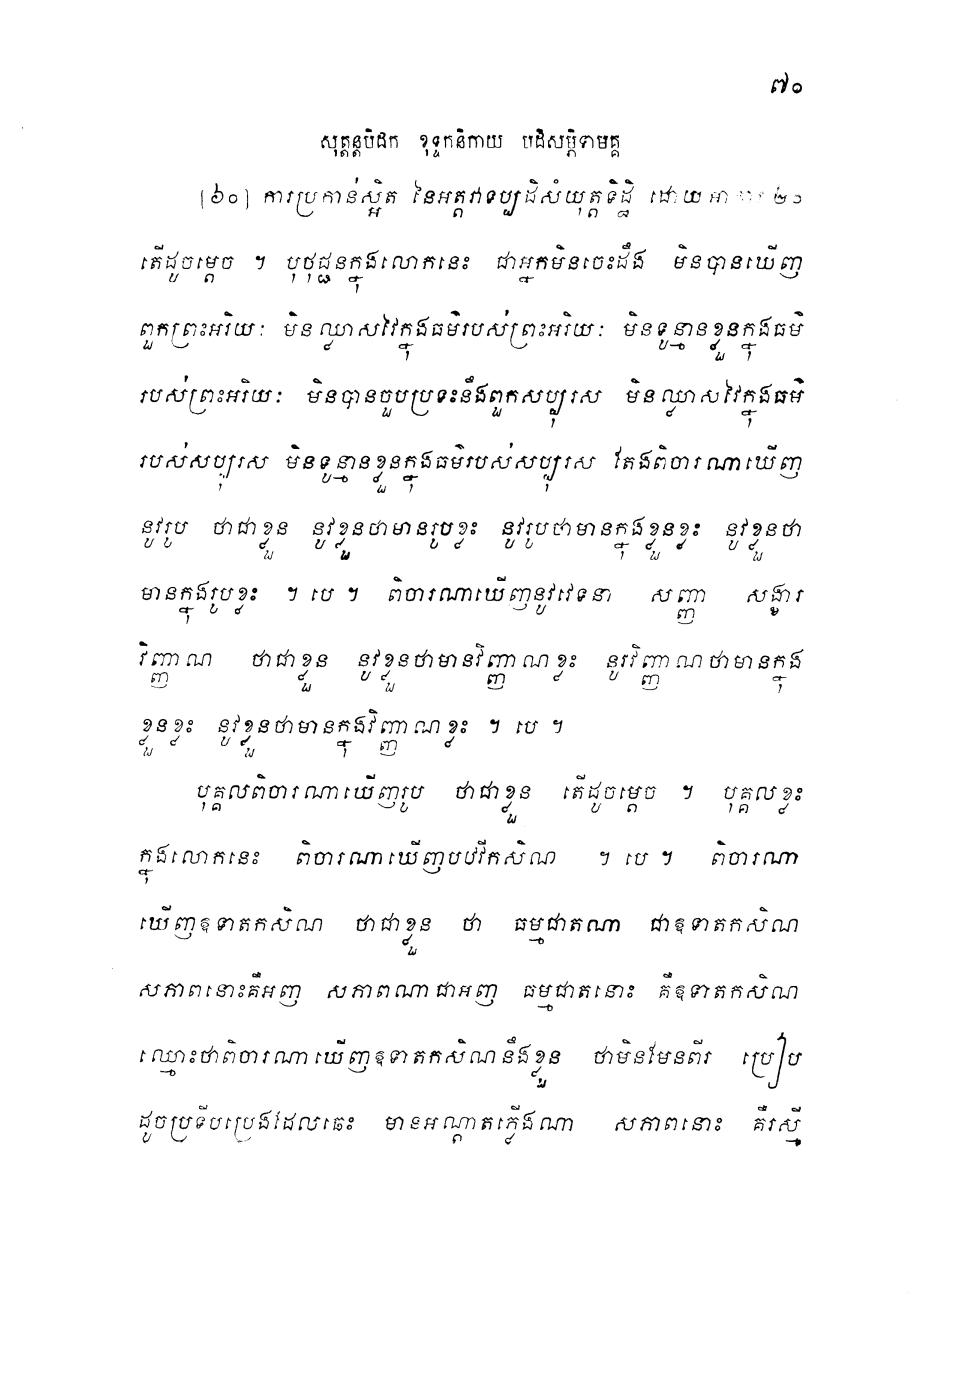 ៧០
សុត្តន្តបិដក ខុទ្ទកនិកាយ បដិសម្ភិទាមគ្គ
[៦០] ការប្រកាន់ស្អិត នៃអត្តវាទប្បដិសំយុត្តទិដ្ឋិ ដោយអាការ ២០
តើដូចម្តេច ។ បុថុជ្ជនក្នុងលោកនេះ ជាអ្នកមិនចេះដឹង មិនបានឃើញ
ពួកព្រះអរិយៈ មិនឈ្លាសវៃក្នុងធម៌របស់ព្រះអរិយៈ មិនទូន្មានខ្លួនក្នុងធម៌
របស់ព្រះអរិយៈ មិនបានចួបប្រទះនឹងពួកសប្បុរស មិនឈ្លាសវៃក្នុងធម៌
របស់សប្បុរស មិនទូន្មានខ្លួនក្នុងធម៌របស់សប្បុរស តែងពិចារណាឃើញ
នូវរូប ថាជាខ្លួន នូវខ្លួនថាមានរូបខ្លះ នូវរូបថាមានក្នុងខ្លួនខ្លះ នូវខ្លួនថា
មានក្នុងរូបខ្លះ ។ បេ ។ ពិចារណាឃើញនូវវេទនា សញ្ញា សង្ខារ
វិញ្ញាណ ថាជាខ្លួន នូវខ្លួនថាមានវិញ្ញាណខ្លះ នូវវិញ្ញាណថាមានក្នុង
ខ្លួនខ្លះ នូវខ្លួនថាមានក្នុងវិញ្ញាណខ្លះ ។ បេ ។
បុគ្គលពិចារណាឃើញរូប ថាជាខ្លួន តើដូចម្តេច ។ បុគ្គលខ្លះ
ក្នុងលោកនេះ ពិចារណាឃើញបឋវីកសិណ ។ បេ ។ ពិចារណា
ឃើញឱទាតកសិណ ថាជាខ្លួន ថា ធម្មជាតណា ជាឱទាតកសិណ
សភាពនោះគឺអញ សភាពណាជាអញ ធម្មជាតនោះ គឺឱទាតកសិណ
ឈ្មោះថាពិចារណាឃើញឱទាតកសិណនឹងខ្លួន ថាមិនមែនពីរ ប្រៀប
ដូចប្រទីបប្រេងដែលឆេះ មានអណ្តាតភ្លើងណា សភាពនោះ គឺរស្មី